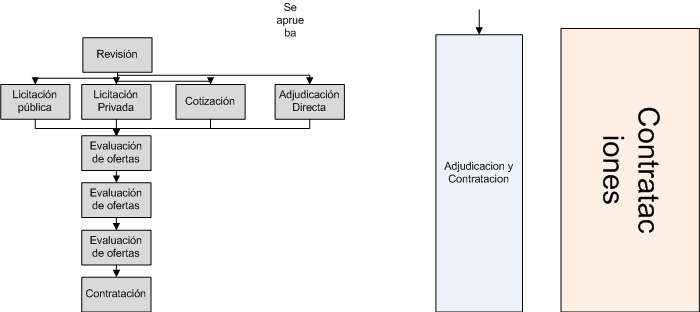 Se
aprue
ba
Revisión
Licitación
pública
Licitación
Privada
Cotización
Adjudicación
Directa
Evaluación
de ofertas
Evaluación
de ofertas
Evaluación
de ofertas
Contratación
Adjudicacion y
Contratacion
Contratac
iones